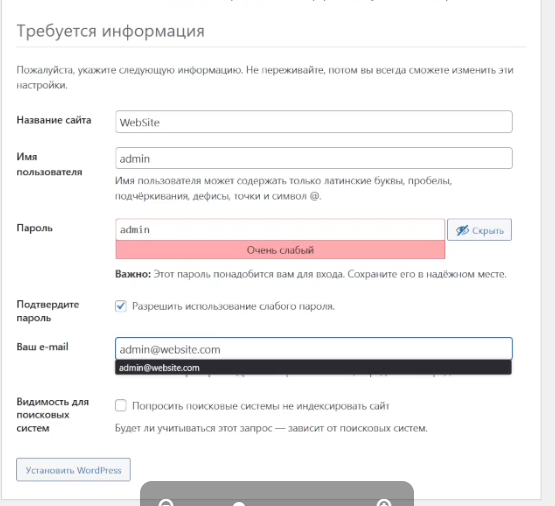 Требуется информация
Пожалуйста, укажите следующую информацию. Не переживайте, потом вы всегда сможете изменить эти
настройки.
Название сайта
WebSite
Имя
пользователя
admin
Имя пользователя может содержать только латинские буквы, пробелы,
подчёркивания, дефисы, точки и символ @.
Пароль
admin
Скрыть
Очень слабый
Важно: Этот пароль понадобится вам для входа. Сохраните его в надёжном месте.
Подтвердите
пароль
Разрешить использование слабого пароля.
Ваш e-mail
admin@website.com
admin@website.com
Видимость для
поисковых
систем
Попросить поисковые системы не индексировать сайт
Будет ли учитываться этот запрос — зависит от поисковых систем.
Установить WordPress